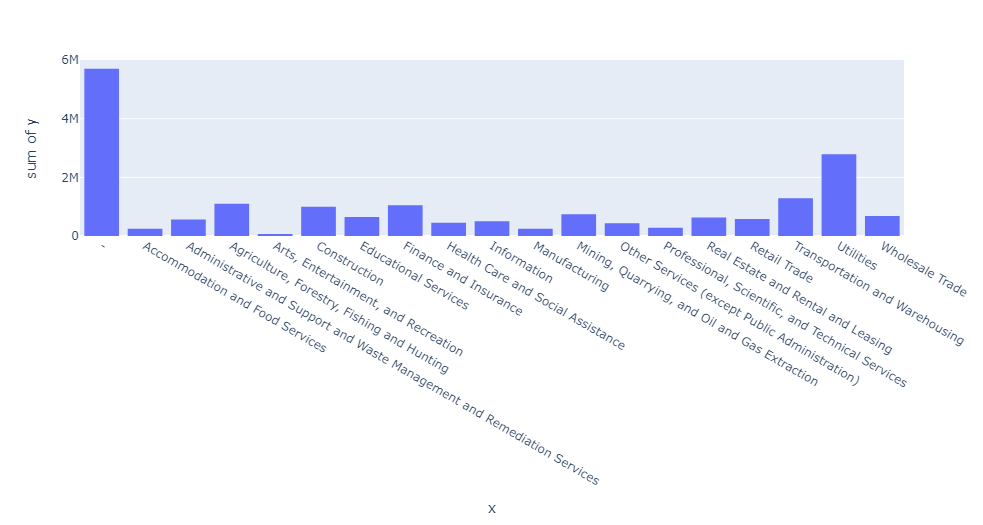 sum of y
6M
4M
2M
0
-
Accommodation and Food Services
Administrative and Support and Waste Management and Remediation Services
Agriculture, Forestry, Fishing and Hunting
Arts, Entertainment, and Recreation
Construction
Educational Services
Finance and Insurance
Health Care and Social Assistance
Information
Manufacturing
Mining, Quarrying, and Oil and Gas Extraction
Other Services (except Public Administration)
Professional, Scientific, and Technical Services
Real Estate and Rental and Leasing
Retail Trade
Transportation and Warehousing
Utilities
Wholesale Trade
x